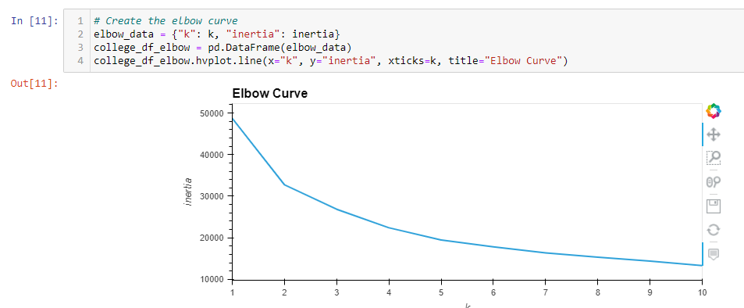 In [11]:
1 # Create the elbow curve
2 elbow_data = {"k": k, "inertia": inertia}
3 college_df_elbow = pd.DataFrame(elbow_data)
4 college_df_elbow.hvplot.line(x="k", y="inertia", xticks=k, title="Elbow Curve")
Out[11]:
Elbow Curve
50000
40000
30000
20000
10000
inertia
1 2 3 4 5 6 7 8 9 10
k